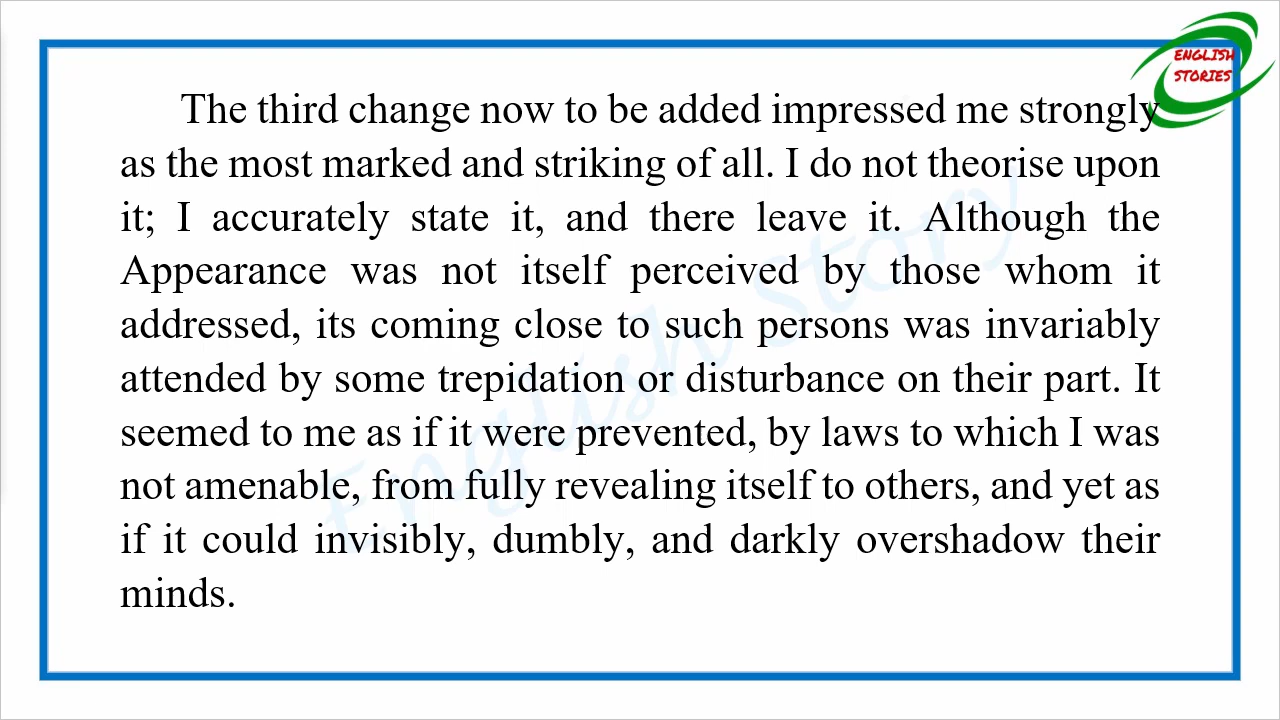 ENGLISH
STORIES
The third change now to be added impressed me strongly
as the most marked and striking of all. I do not theorise upon
it; I accurately state it, and there leave it. Although the
Appearance was not itself perceived by those whom it
addressed, its coming close to such persons was invariably
attended by some trepidation or disturbance on their part. It
seemed to me as if it were prevented, by laws to which I was
not amenable, from fully revealing itself to others, and yet as
if it could invisibly, dumbly, and darkly overshadow their
minds.
English Story